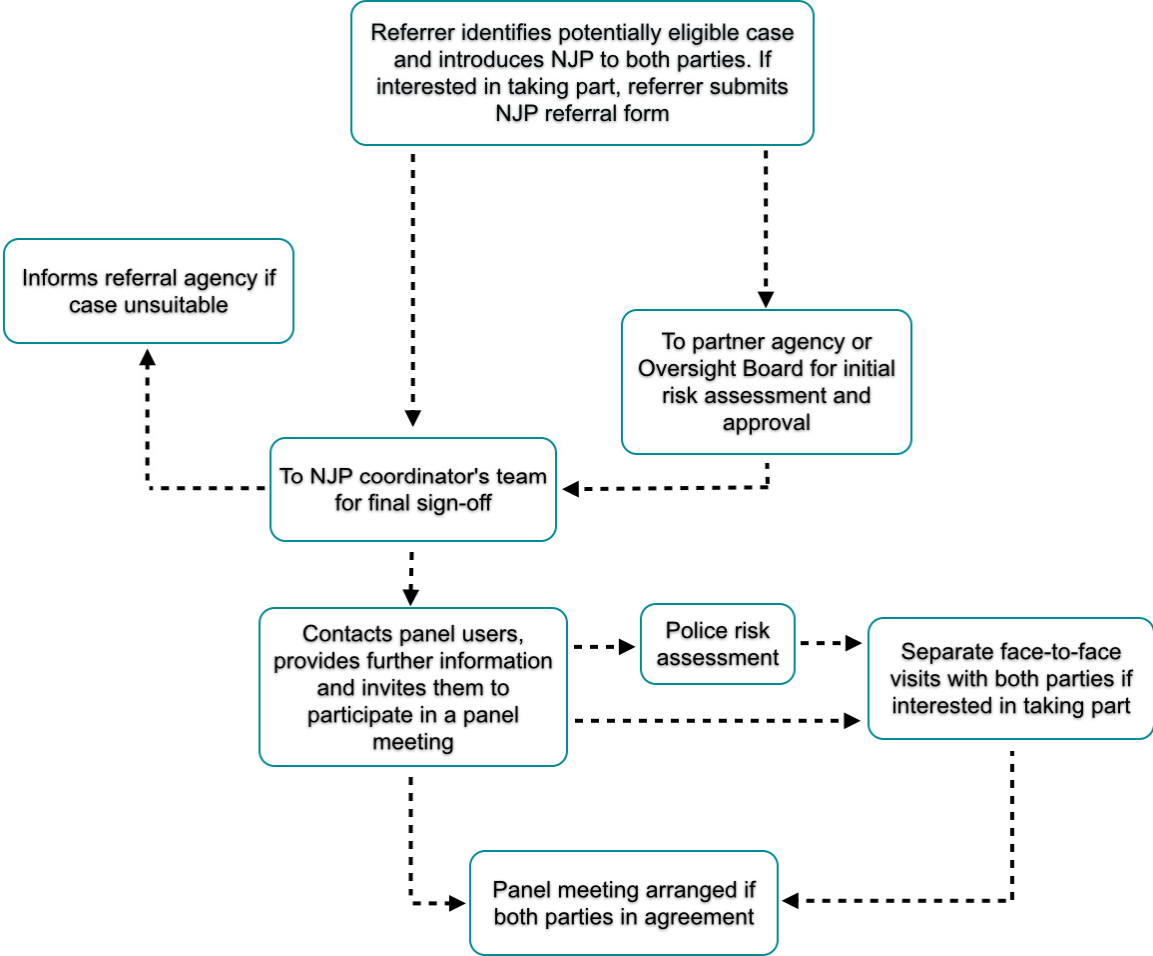 Referrer identifies potentially eligible case
and introduces NJP to both parties. If
interested in taking part, referrer submits
NJP referral form
Informs referral agency if
case unsuitable
To partner agency or
Oversight Board for initial
risk assessment and
approval
To NJP coordinator's team
for final sign-off
Contacts panel users,
provides further information
and invites them to
participate in a panel
meeting
Police risk
assessment
Separate face-to-face
visits with both parties if
interested in taking part
Panel meeting arranged if
both parties in agreement